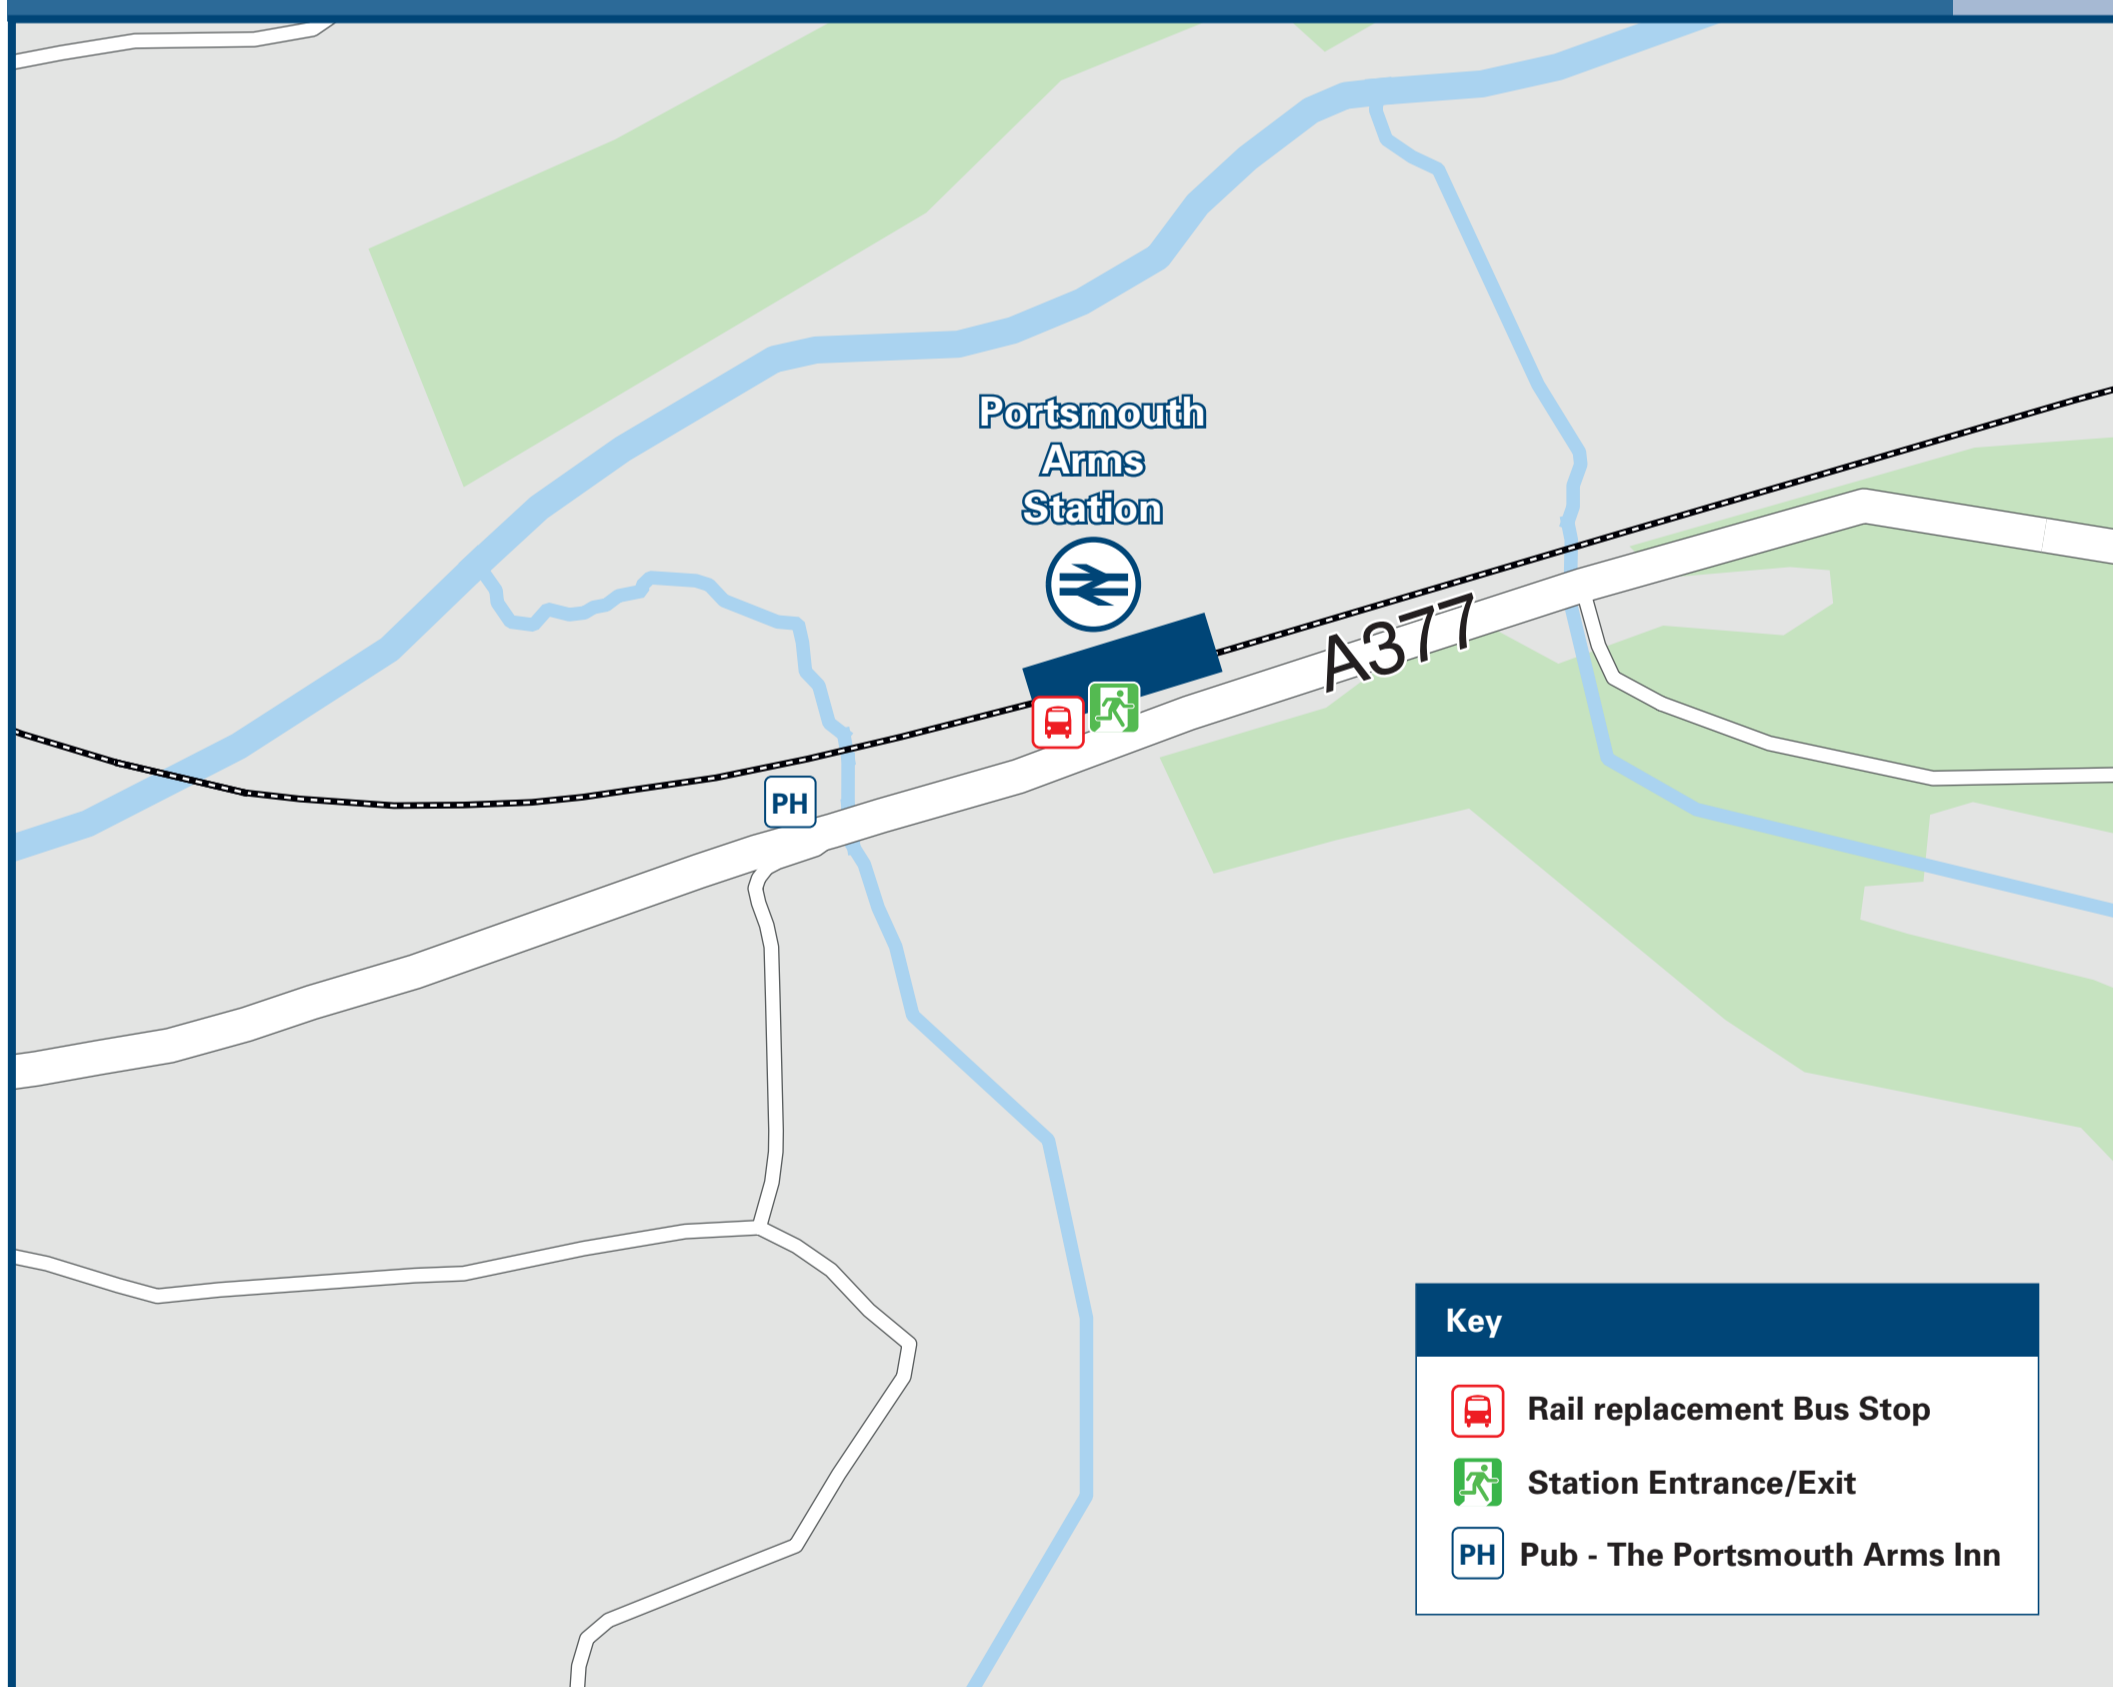 Portsmouth
Arms
Station
A377
PH
Key
Rail replacement Bus Stop
Station Entrance/Exit
PH Pub - The Portsmouth Arms Inn